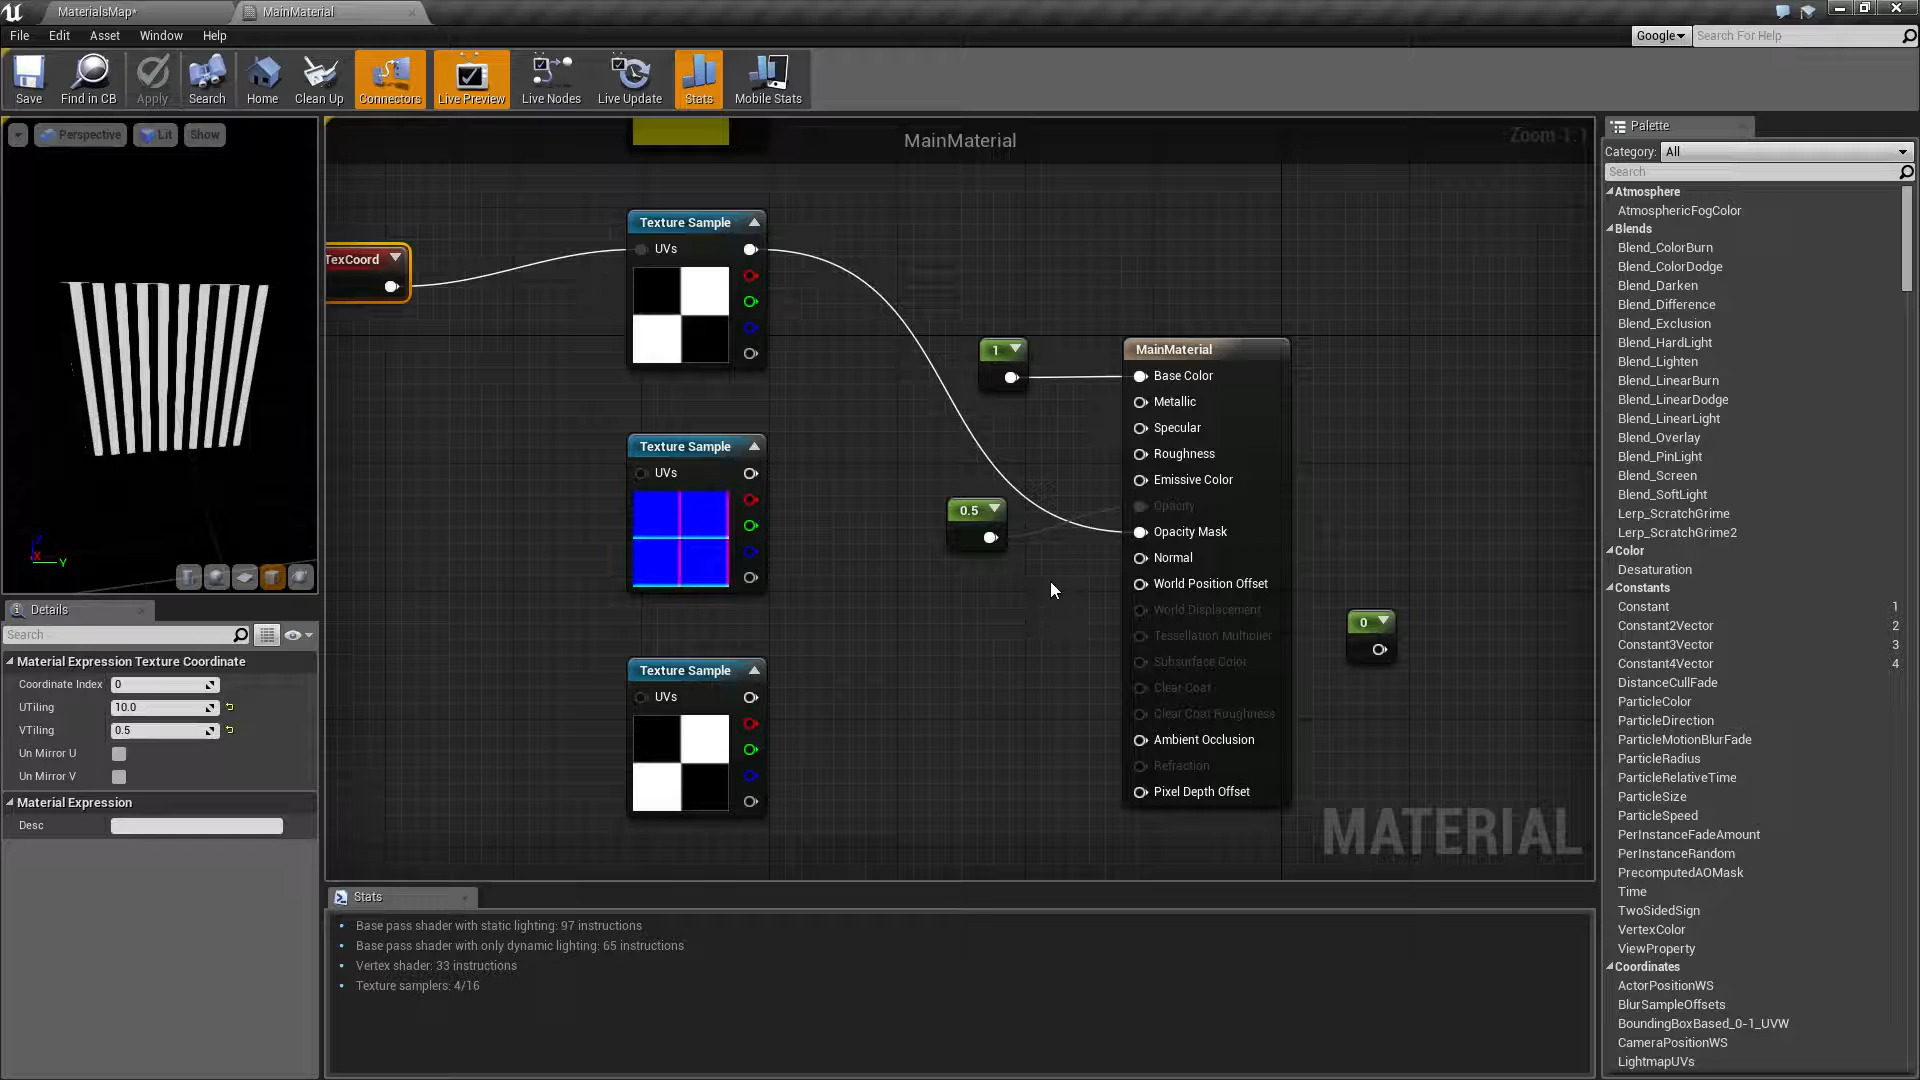 MaterialsMap*
MainMaterial
File
Edit
Asset
Window
Help
Google
Search For Help
Save
Find in CB
Apply
Search
Home
Clean Up
Connectors
Live Preview
Live Nodes
Live Update
Stats
Mobile Stats
Perspective
Lit
Show
Z
X
Y
MainMaterial
Zoom 1:1
TexCoord
Texture Sample
UVs
Texture Sample
UVs
Texture Sample
UVs
1
0.5
0
MainMaterial
Base Color
Metallic
Specular
Roughness
Emissive Color
Opacity
Opacity Mask
Normal
World Position Offset
World Displacement
Tessellation Multiplier
Subsurface Color
Clear Coat
Clear Coat Roughness
Ambient Occlusion
Refraction
Pixel Depth Offset
MATERIAL
Details
Search
Material Expression Texture Coordinate
Coordinate Index 0
UTiling 10.0
VTiling 0.5
Un Mirror U
Un Mirror V
Material Expression
Desc
Stats
Base pass shader with static lighting: 97 instructions
Base pass shader with only dynamic lighting: 65 instructions
Vertex shader: 33 instructions
Texture samplers: 4/16
Palette
Category: All
Search
Atmosphere
AtmosphericFogColor
Blends
Blend_ColorBurn
Blend_ColorDodge
Blend_Darken
Blend_Difference
Blend_Exclusion
Blend_HardLight
Blend_Lighten
Blend_LinearBurn
Blend_LinearDodge
Blend_LinearLight
Blend_Overlay
Blend_PinLight
Blend_Screen
Blend_SoftLight
Lerp_ScratchGrime
Lerp_ScratchGrime2
Color
Desaturation
Constants
Constant 1
Constant2Vector 2
Constant3Vector 3
Constant4Vector 4
DistanceCullFade
ParticleColor
ParticleDirection
ParticleMotionBlurFade
ParticleRadius
ParticleRelativeTime
ParticleSize
ParticleSpeed
PerInstanceFadeAmount
PerInstanceRandom
PrecomputedAOMask
Time
TwoSidedSign
VertexColor
ViewProperty
Coordinates
ActorPositionWS
BlurSampleOffsets
BoundingBoxBased_0-1_UVW
CameraPositionWS
LightmapUVs